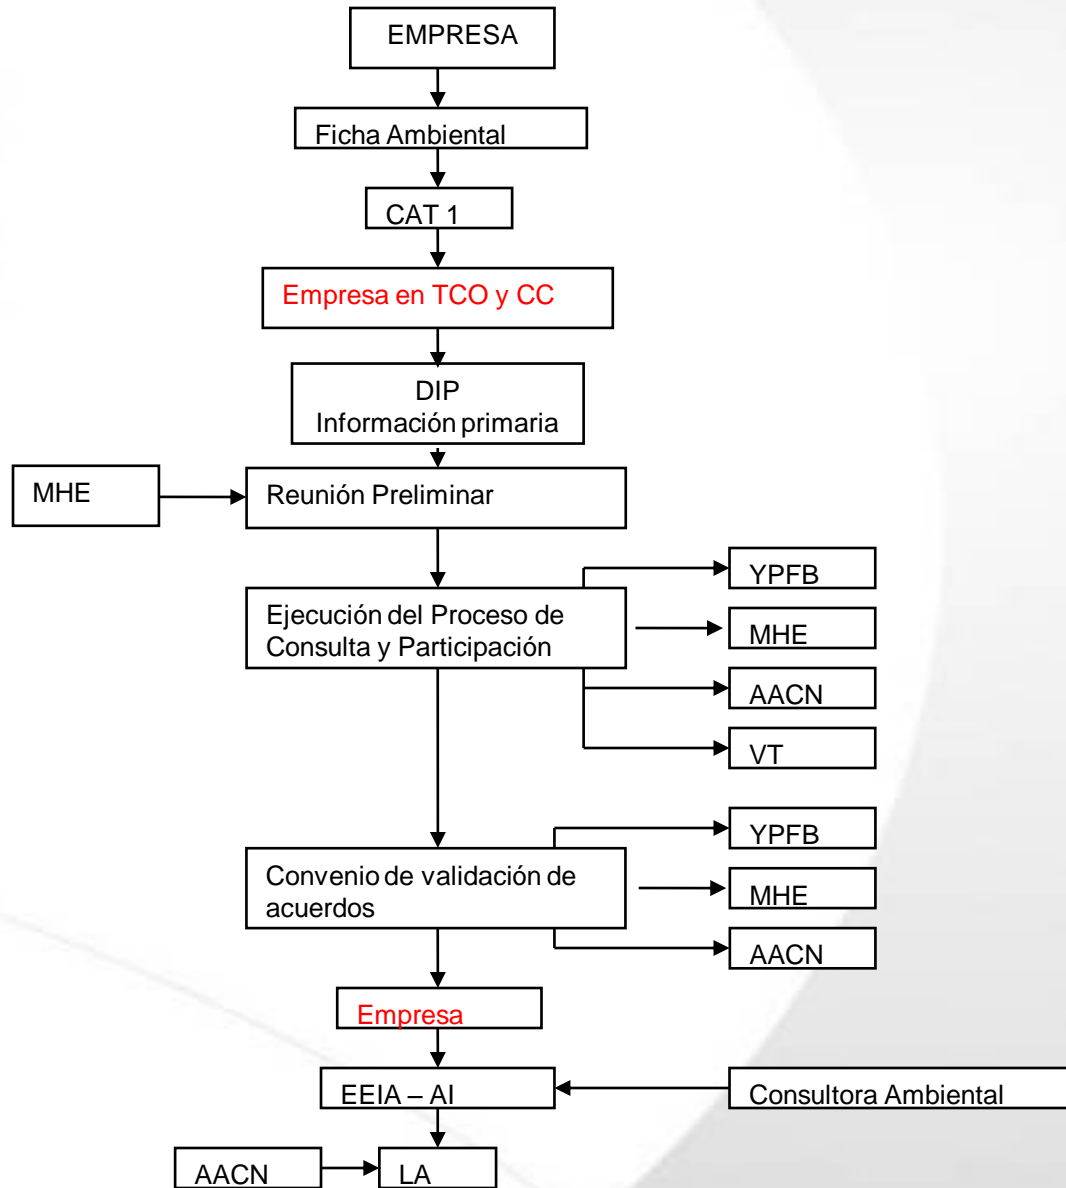 EMPRESA
Ficha Ambiental
CAT 1
Empresa en TCO y CC
DIP
Información primaria
MHE
Reunión Preliminar
Ejecución del Proceso de
Consulta y Participación
YPFB
MHE
AACN
VT
Convenio de validación de
acuerdos
YPFB
MHE
AACN
Empresa
EEIA – AI
Consultora Ambiental
AACN
LA